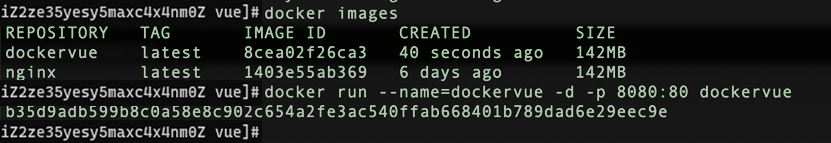 iZ2ze35yesy5maxc4x4nm0Z vue]# docker images
REPOSITORY TAG IMAGE ID CREATED SIZE
dockervue latest 8cea02f26ca3 40 seconds ago 142MB
nginx latest 1403e55ab369 6 days ago 142MB
iZ2ze35yesy5maxc4x4nm0Z vue]# docker run --name=dockervue -d -p 8080:80 dockervue
b35d9adb599b8c0a58e8c902c654a2fe3ac540ffab668401b789dad6e29eec9e
iZ2ze35yesy5maxc4x4nm0Z vue]#